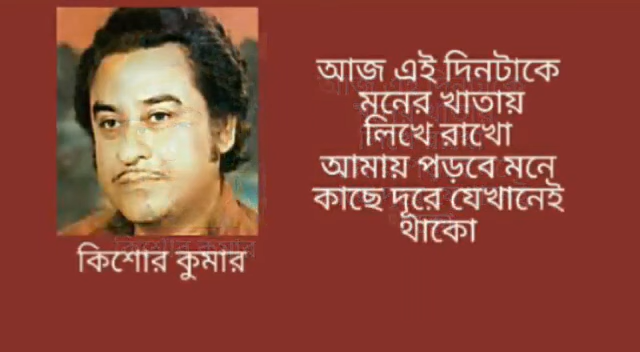 আজ এই দিনটাকে
মনের খাতায়
লিখে রাখো
আমায় পড়বে মনে
কাছে দূরে যেখানেই
থাকো
কিশোর কুমার